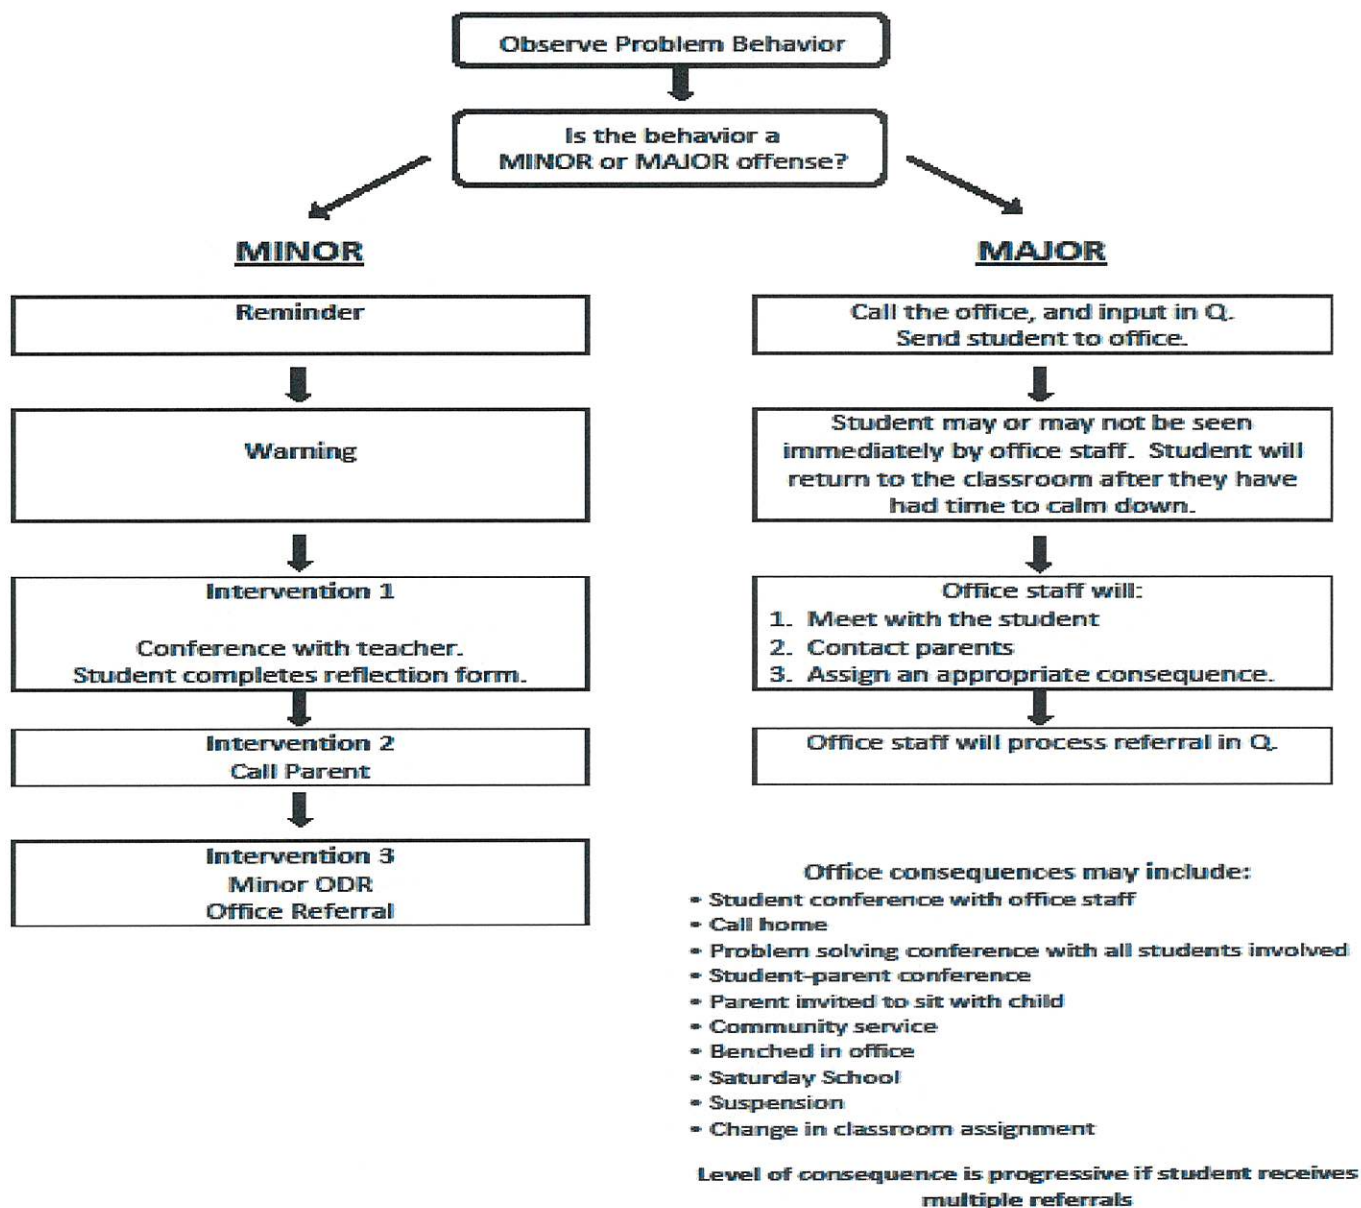 Observe Problem Behavior
Is the behavior a
MINOR or MAJOR offense?
MINOR
Reminder
Warning
Intervention 1
Conference with teacher.
Student completes reflection form.
Intervention 2
Call Parent
Intervention 3
Minor ODR
Office Referral
MAJOR
Call the office, and input in Q.
Send student to office.
Student may or may not be seen
immediately by office staff.  Student will
return to the classroom after they have
had time to calm down.
Office staff will:
1. Meet with the student
2. Contact parents
3. Assign an appropriate consequence.
Office staff will process referral in Q.
Office consequences may include:
• Student conference with office staff
• Call home
• Problem solving conference with all students involved
• Student-parent conference
• Parent invited to sit with child
• Community service
• Benched in office
• Saturday School
• Suspension
• Change in classroom assignment
Level of consequence is progressive if student receives
multiple referrals